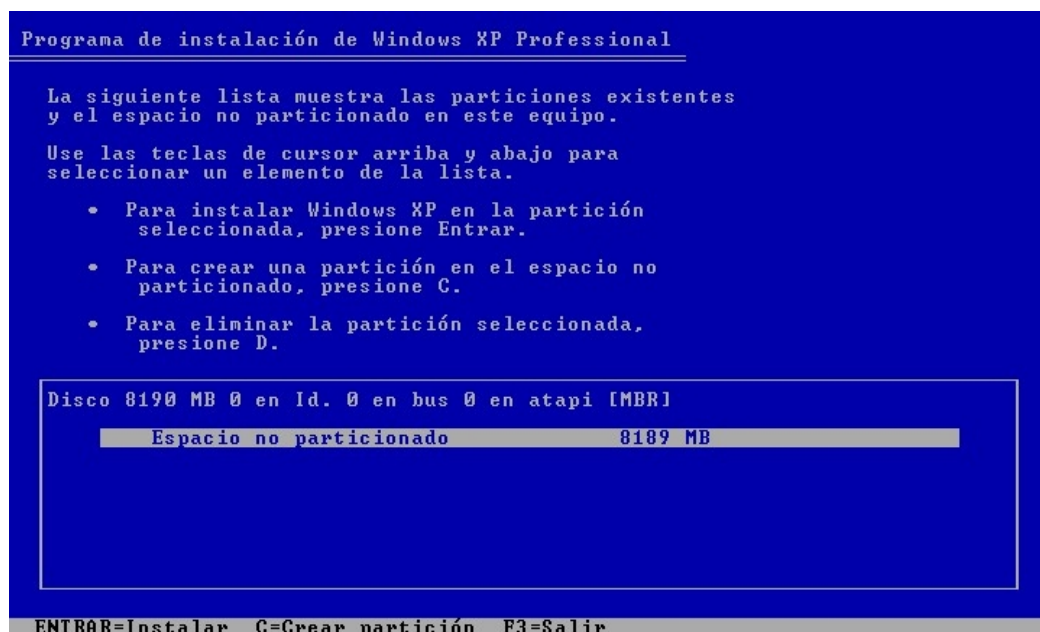 Programa de instalación de Windows XP Professional
La siguiente lista muestra las particiones existentes
y el espacio no particionado en este equipo.
Use las teclas de cursor arriba y abajo para
seleccionar un elemento de la lista.
• Para instalar Windows XP en la partición
seleccionada, presione Entrar.
• Para crear una partición en el espacio no
particionado, presione C.
• Para eliminar la partición seleccionada,
presione D.
Disco 8190 MB 0 en Id. 0 en bus 0 en atapi [MBR]
Espacio no particionado 8189 MB
ENTRAR=Instalar C=Crear partición F3=Salir